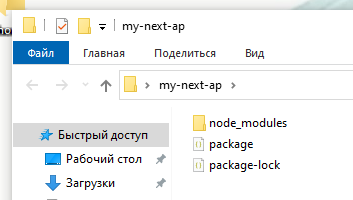 my-next-ap
Файл
Главная
Поделиться
Вид
my-next-ap
Быстрый доступ
Рабочий стол
Загрузки
node_modules
package
package-lock